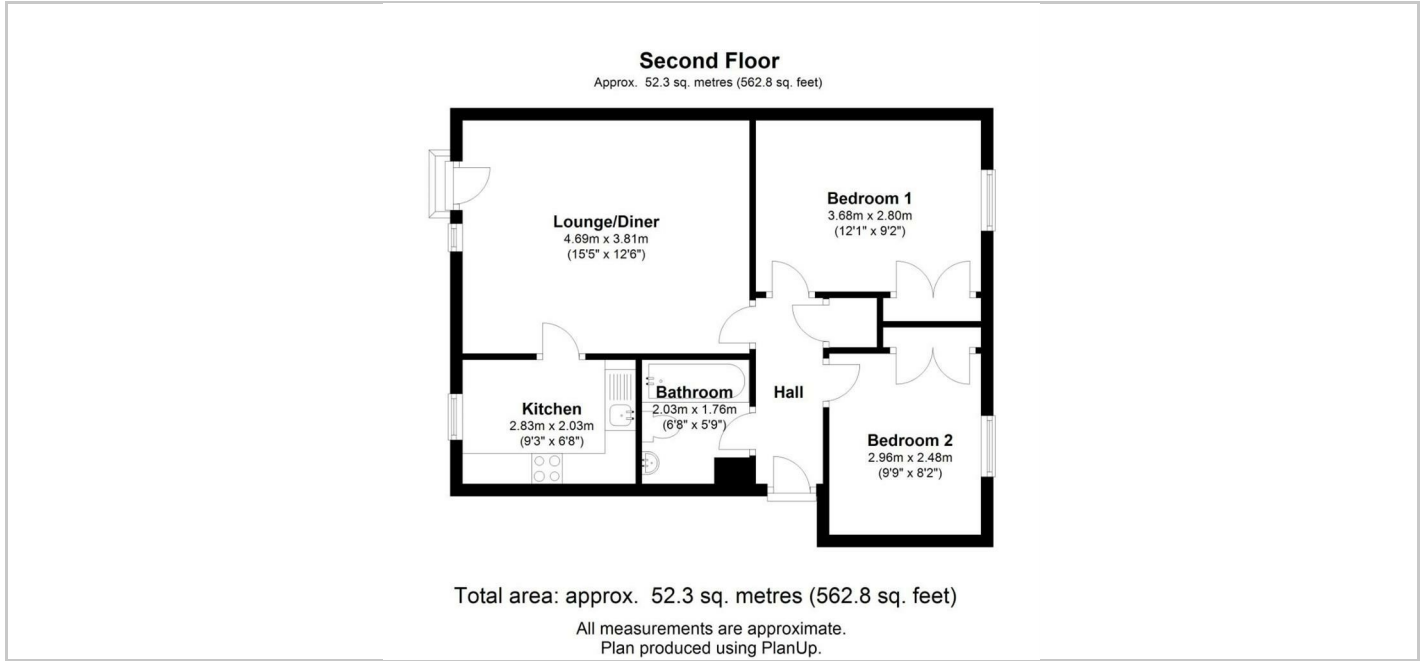 Second Floor
Approx. 52.3 sq. metres (562.8 sq. feet)
Lounge/Diner
4.69m x 3.81m
(15'5" x 12'6")
Bedroom 1
3.68m x 2.80m
(12'1" x 9'2")
Kitchen
2.83m x 2.03m
(9'3" x 6'8")
Bathroom
2.03m x 1.76m
(6'8" x 5'9")
Hall
Bedroom 2
2.96m x 2.48m
(9'9" x 8'2")
Total area: approx. 52.3 sq. metres (562.8 sq. feet)
All measurements are approximate.
Plan produced using PlanUp.